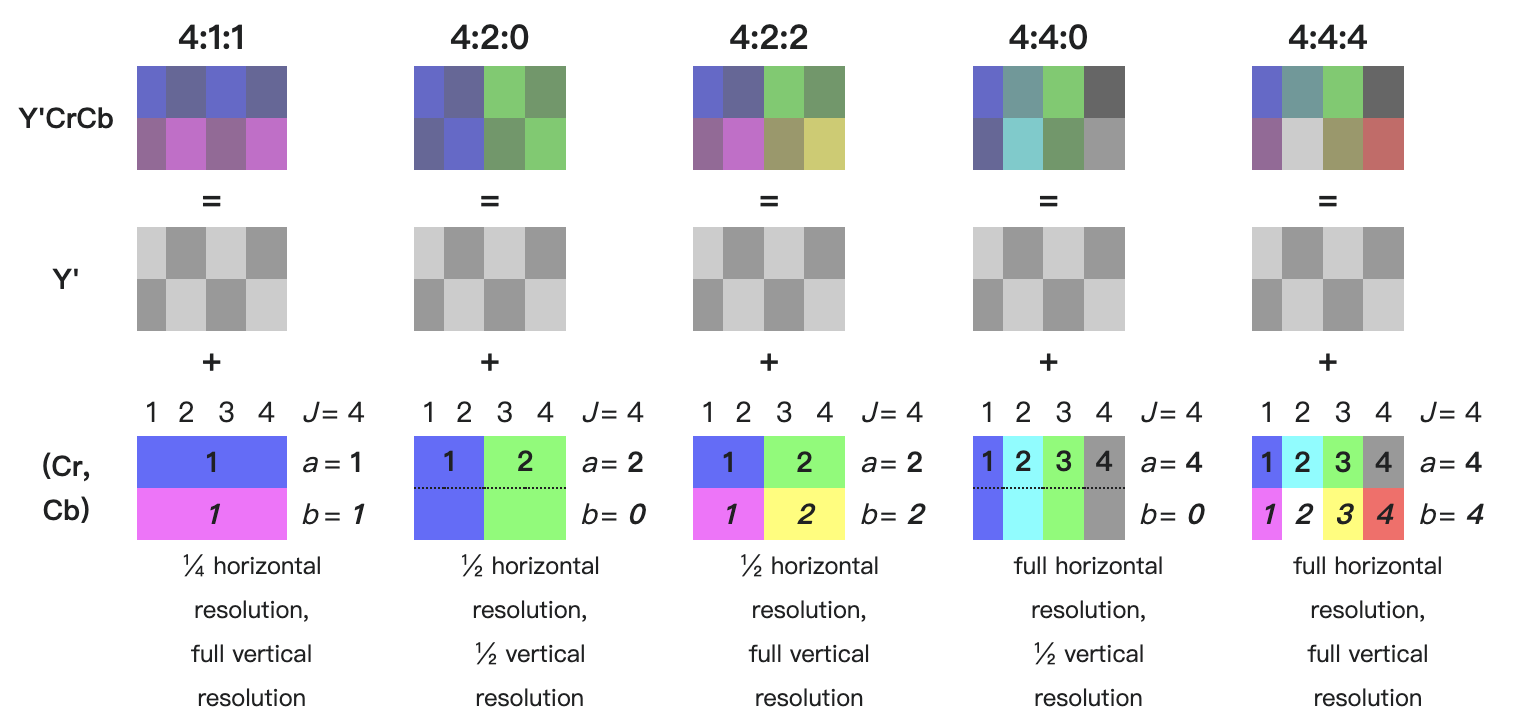 4:1:1 4:2:0 4:2:2 4:4:0 4:4:4
Y'CrCb
= = = = =
Y'
+ + + + +
1 2 3 4 J= 4 1 2 3 4 J= 4 1 2 3 4 J= 4 1 2 3 4 J= 4 1 2 3 4 J= 4
(Cr, 1 a= 1 1 2 a= 2 1 2 a= 2 1 2 3 4 a= 4 1 2 3 4 a= 4
Cb) 1 b= 1 b= 0 1 2 b= 2 b= 0 1 2 3 4 b= 4
¼ horizontal ½ horizontal ½ horizontal full horizontal full horizontal
resolution, resolution, resolution, resolution, resolution,
full vertical ½ vertical full vertical ½ vertical full vertical
resolution resolution resolution resolution resolution